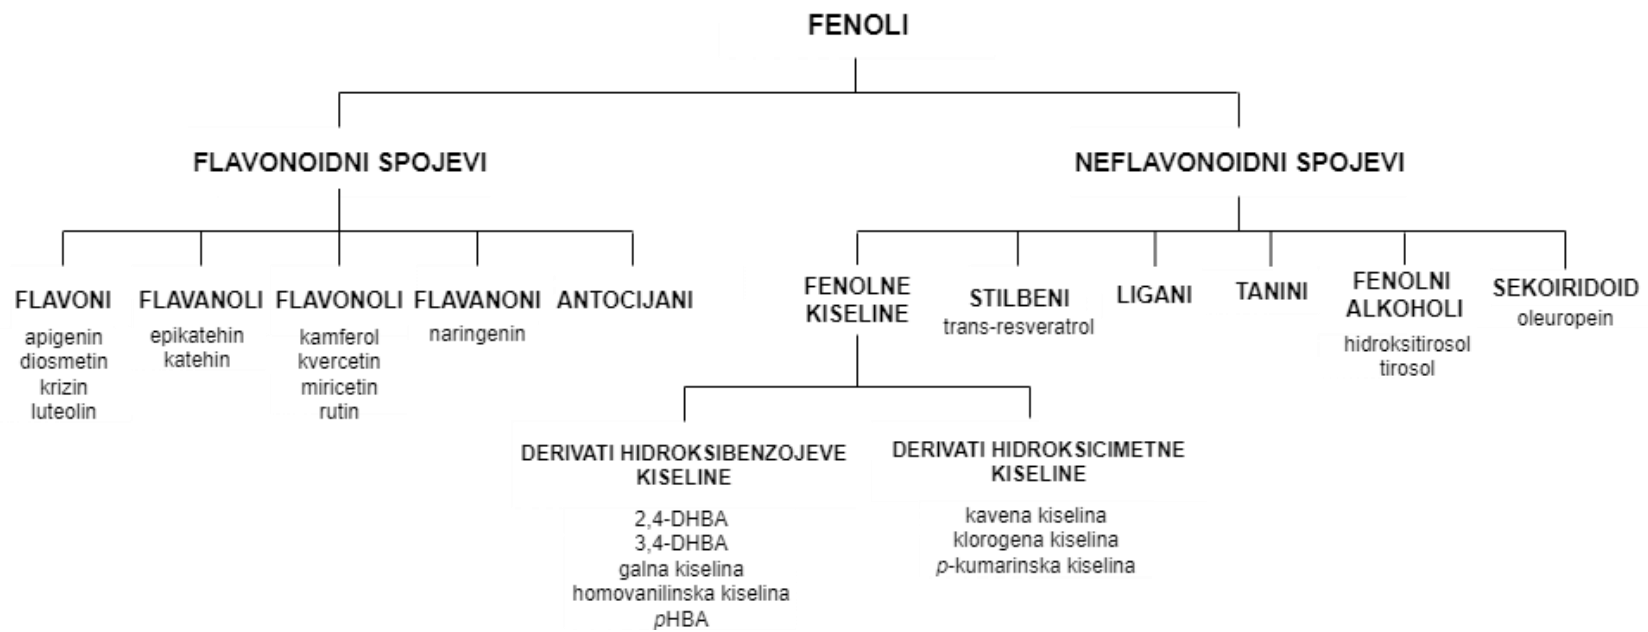 FENOLI
FLAVONOIDNI SPOJEVI
NEFLAVONOIDNI SPOJEVI
FLAVONI
apigenin
diosmetin
krizin
luteolin
FLAVANOLI
epikatehin
katehin
FLAVONOLI
kamferol
kvercetin
miricetin
rutin
FLAVANONI
naringenin
ANTOCIJANI
FENOLNE
KISELINE
STILBENI
trans-resveratrol
LIGANI
TANINI
FENOLNI
ALKOHOLI
hidroksitirosol
tirosol
SEKOIRIDOID
oleuropein
DERIVATI HIDROKSIBENZOJEVE
KISELINE
2,4-DHBA
3,4-DHBA
galna kiselina
homovanilinska kiselina
pHBA
DERIVATI HIDROKSICIMETNE
KISELINE
kavena kiselina
klorogena kiselina
p-kumarinska kiselina